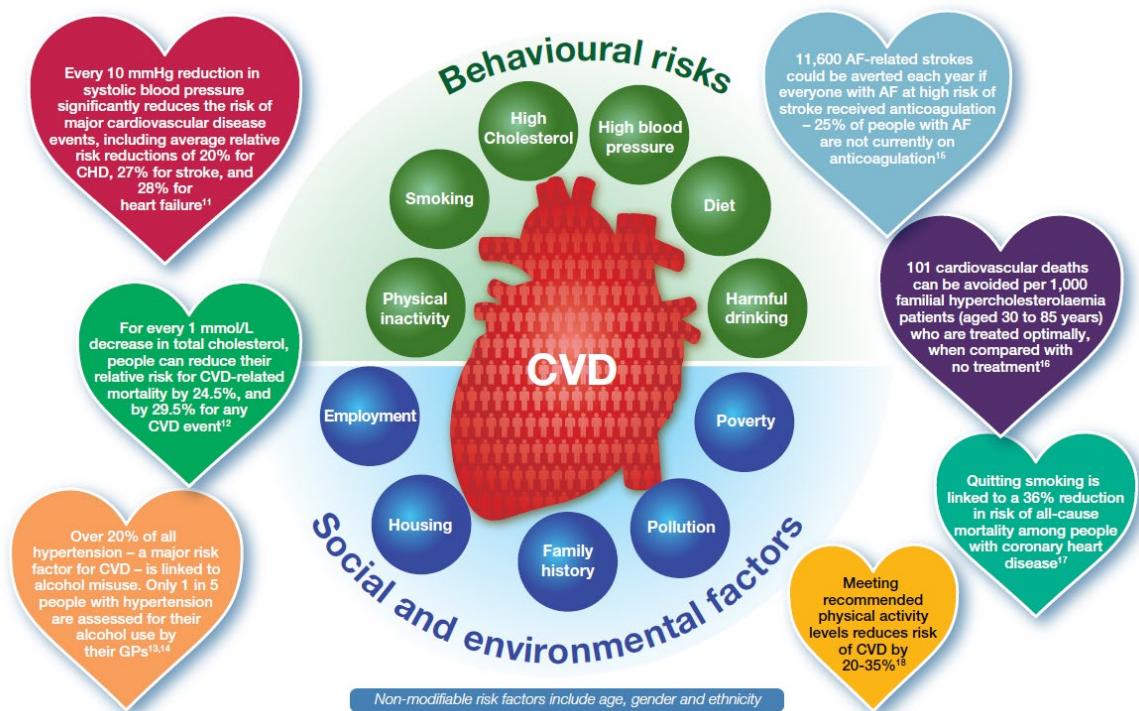 Behavioural risks
Every 10 mmHg reduction in
systolic blood pressure
significantly reduces the risk of
major cardiovascular disease
events, including average relative
risk reductions of 20% for
CHD, 27% for stroke, and
28% for
heart failure¹¹
For every 1 mmol/L
decrease in total cholesterol,
people can reduce their
relative risk for CVD-related
mortality by 24.5%, and
by 29.5% for any
CVD event¹²
Over 20% of all
hypertension – a major risk
factor for CVD – is linked to
alcohol misuse. Only 1 in 5
people with hypertension
are assessed for their
alcohol use by
their GPs¹³,¹⁴
High
Cholesterol
High blood
pressure
Smoking
Diet
Physical
inactivity
Harmful
drinking
CVD
Employment
Poverty
Housing
Pollution
Family
history
Social and environmental factors
11,600 AF-related strokes
could be averted each year if
everyone with AF at high risk of
stroke received anticoagulation
– 25% of people with AF
are not currently on
anticoagulation¹⁵
101 cardiovascular deaths
can be avoided per 1,000
familial hypercholesterolaemia
patients (aged 30 to 85 years)
who are treated optimally,
when compared with
no treatment¹⁶
Quitting smoking is
linked to a 36% reduction
in risk of all-cause
mortality among people
with coronary heart
disease¹⁷
Meeting
recommended
physical activity
levels reduces risk
of CVD by
20-35%¹⁸
Non-modifiable risk factors include age, gender and ethnicity